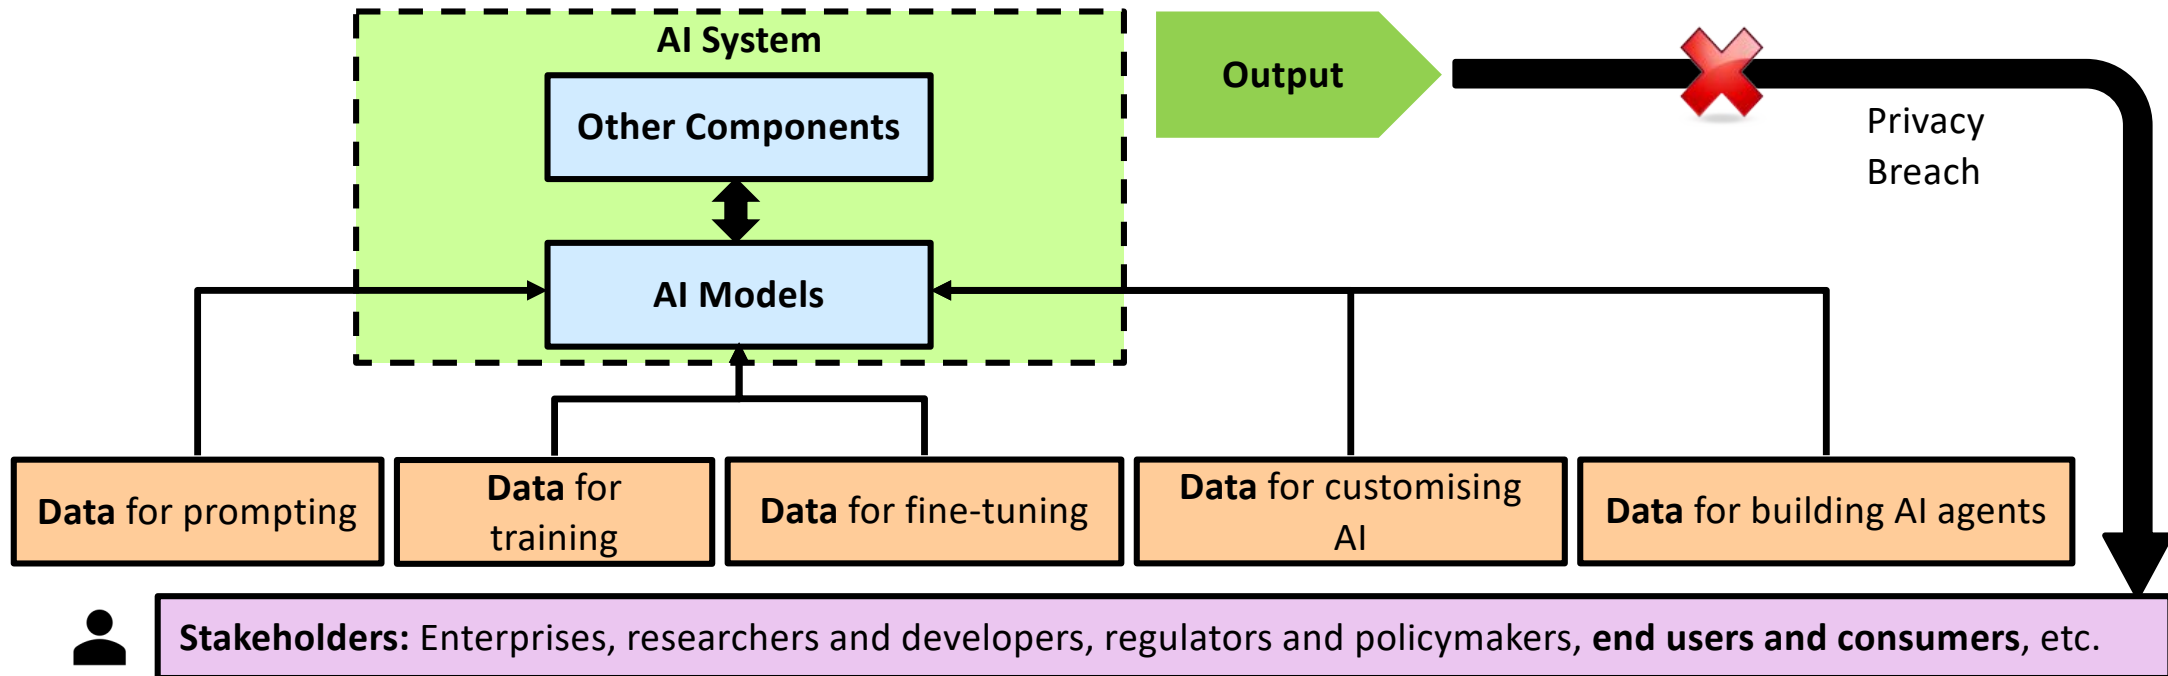 AI System
Output
Other Components
Privacy
Breach
AI Models
Data for prompting
Data for
training
Data for fine-tuning
Data for customising
AI
Data for building AI agents
Stakeholders: Enterprises, researchers and developers, regulators and policymakers, end users and consumers, etc.